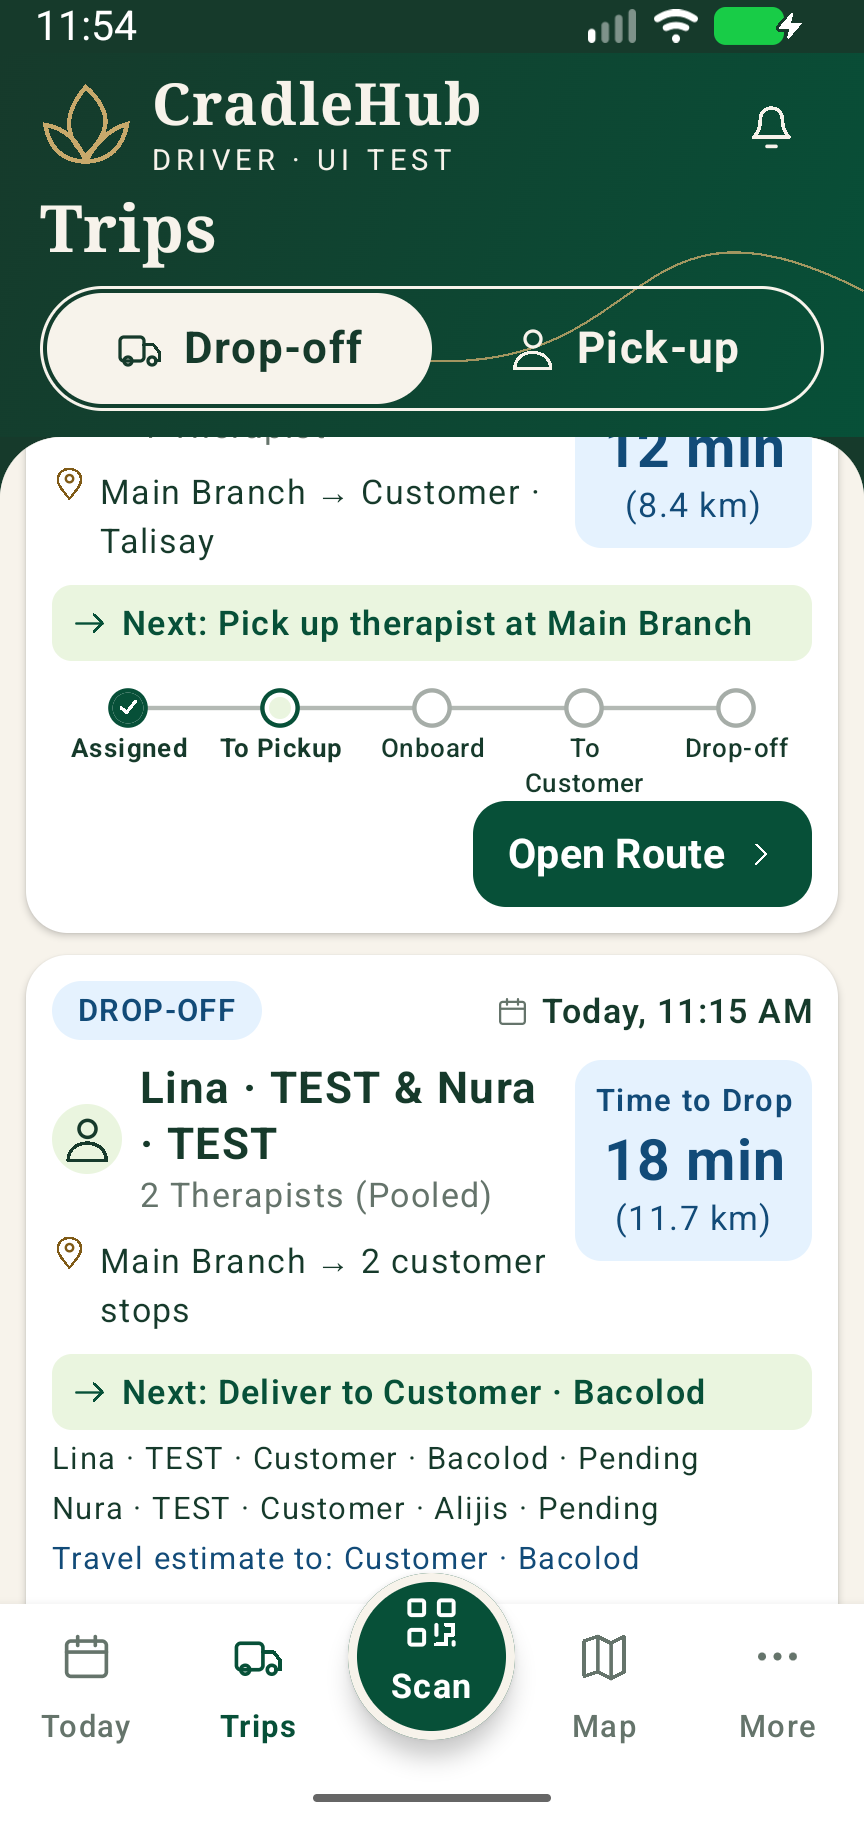 11:54
CradleHub
DRIVER · UI TEST
Trips
Drop-off
Pick-up
12 min
Main Branch → Customer ·
(8.4 km)
Talisay
→ Next: Pick up therapist at Main Branch
Assigned
To Pickup
Onboard
To
Customer
Drop-off
Open Route
DROP-OFF
Today, 11:15 AM
Lina · TEST & Nura
· TEST
2 Therapists (Pooled)
Time to Drop
18 min
(11.7 km)
Main Branch → 2 customer
stops
→ Next: Deliver to Customer · Bacolod
Lina · TEST · Customer · Bacolod · Pending
Nura · TEST · Customer · Alijis · Pending
Travel estimate to: Customer · Bacolod
Today
Trips
Scan
Map
More